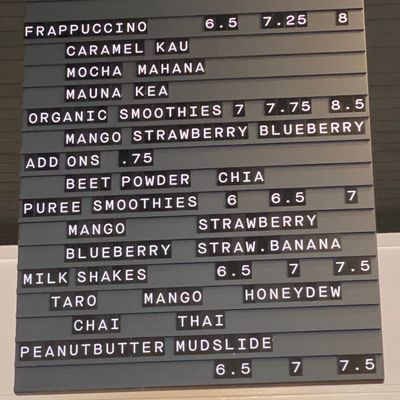 FRAPPUCCINO 6.5 7.25 8
CARAMEL KAU
MOCHA MAHANA
MAUNA KEA
ORGANIC SMOOTHIES 7 7.75 8.5
MANGO STRAWBERRY BLUEBERRY
ADD ONS .75
BEET POWDER CHIA
PUREE SMOOTHIES 6 6.5 7
MANGO STRAWBERRY
BLUEBERRY STRAW.BANANA
MILK SHAKES 6.5 7 7.5
TARO MANGO HONEYDEW
CHAI THAI
PEANUTBUTTER MUDSLIDE
6.5 7 7.5